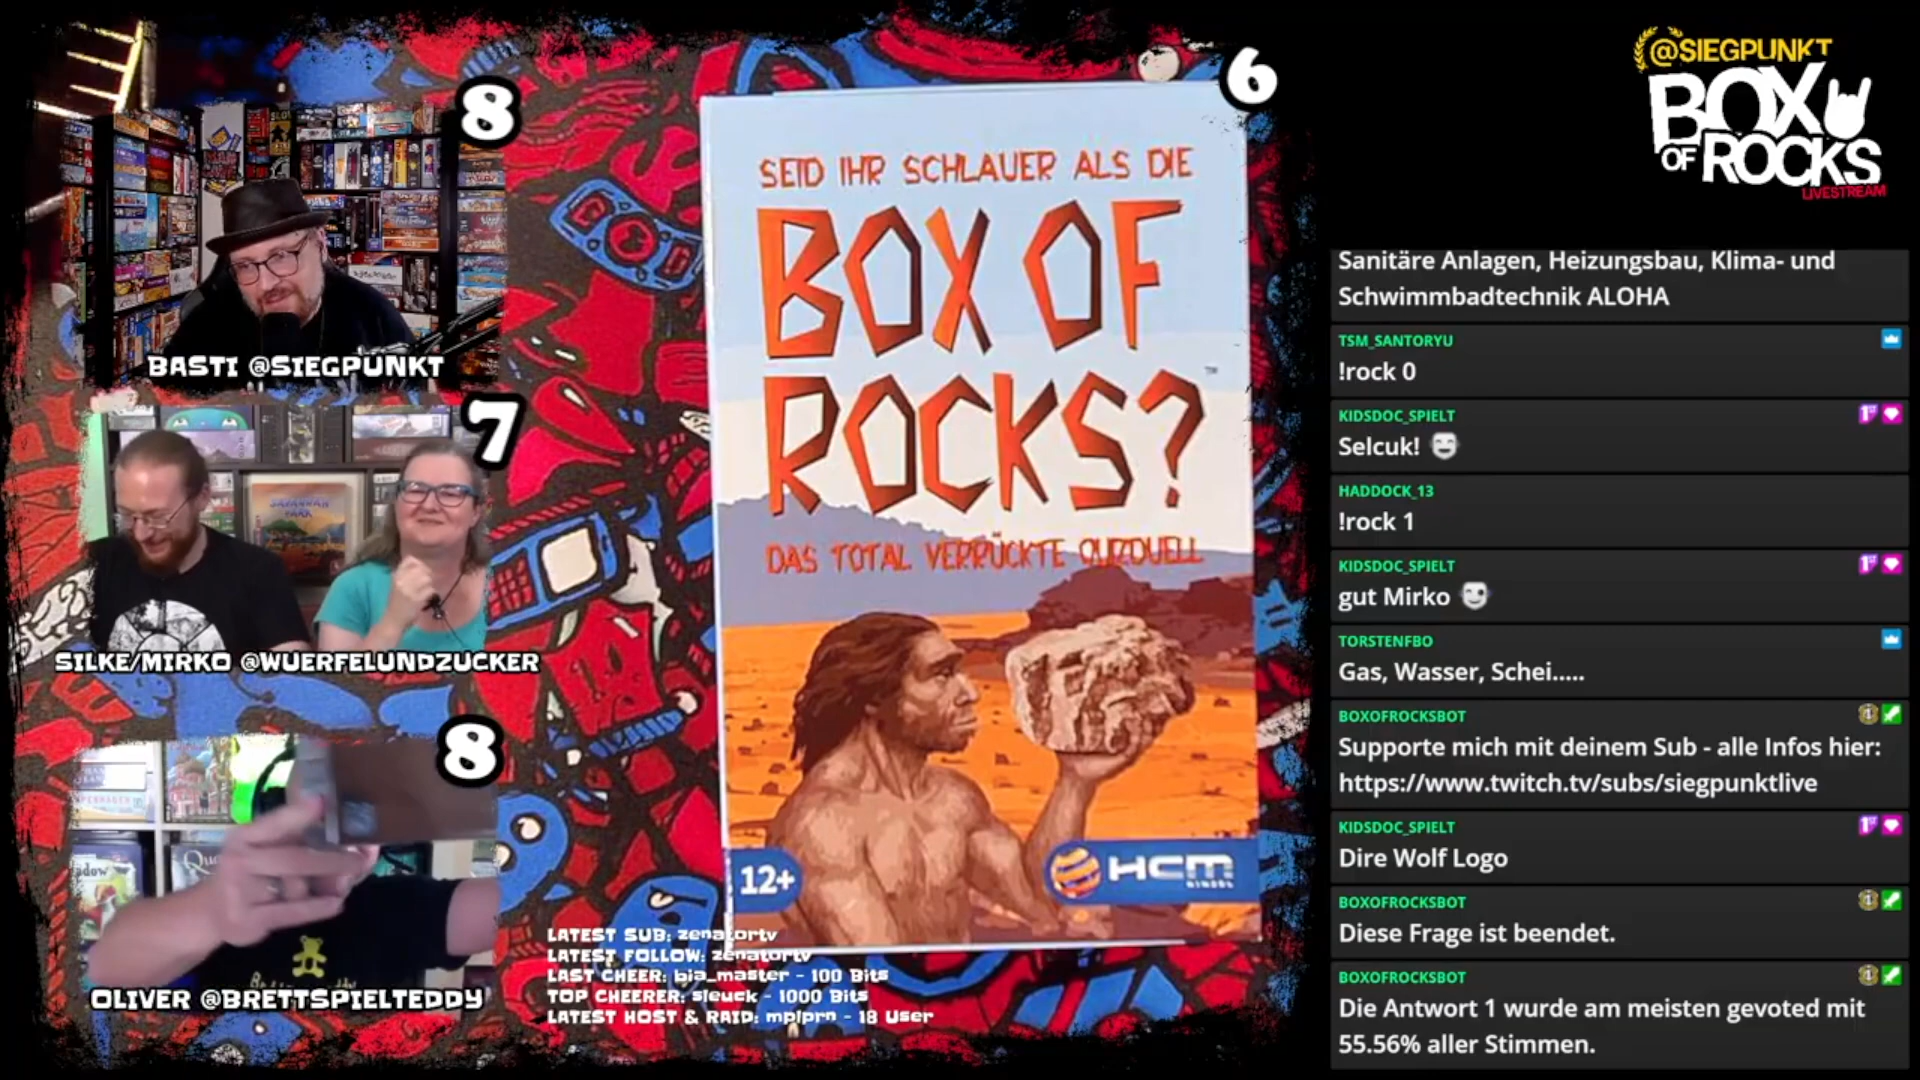 8
BASTI @SIEGPUNKT
7
SAVANNAH
PARK
SILKE/MIRKO @WUERFELUNDZUCKER
8
OLIVER @BRETTSPIELTEDDY
6
SEID IHR SCHLAUER ALS DIE
BOX OF
ROCKS?
™
DAS TOTAL VERRÜCKTE QUIZDUELL
12+
HCM
KINZEL
LATEST SUB: zenatortv
LATEST FOLLOW: zenatortv
LAST CHEER: bia_master - 100 Bits
TOP CHEERER: sleuek - 1000 Bits
LATEST HOST & RAID: mplprn - 18 User
@SIEGPUNKT
BOX
OF ROCKS
LIVESTREAM
Sanitäre Anlagen, Heizungsbau, Klima- und
Schwimmbadtechnik ALOHA
TSM_SANTORYU
!rock 0
KIDSDOC_SPIELT
Selcuk!
HADDOCK_13
!rock 1
KIDSDOC_SPIELT
gut Mirko
TORSTENFBO
Gas, Wasser, Schei.....
BOXOFROCKSBOT
Supporte mich mit deinem Sub - alle Infos hier:
https://www.twitch.tv/subs/siegpunktlive
KIDSDOC_SPIELT
Dire Wolf Logo
BOXOFROCKSBOT
Diese Frage ist beendet.
BOXOFROCKSBOT
Die Antwort 1 wurde am meisten gevoted mit
55.56% aller Stimmen.